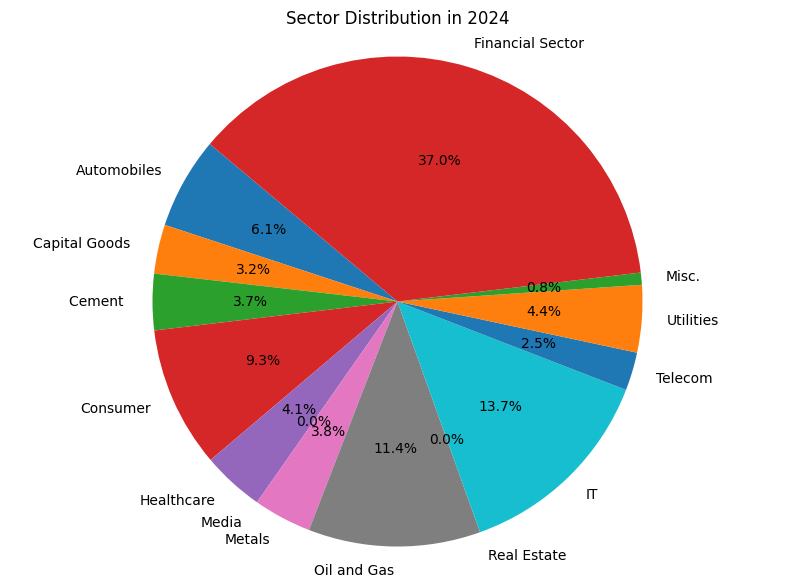 Sector Distribution in 2024
Financial Sector
37.0%
Automobiles
6.1%
Capital Goods
3.2%
Cement
3.7%
Consumer
9.3%
Healthcare
4.1%
Media
0.0%
Metals
3.8%
Oil and Gas
11.4%
Real Estate
0.0%
IT
13.7%
Telecom
2.5%
Utilities
4.4%
Misc.
0.8%